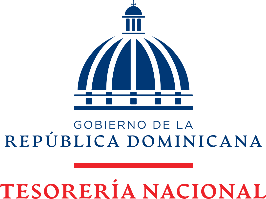 GOBIERNO DE LA
REPÚBLICA DOMINICANA
TESORERÍA NACIONAL